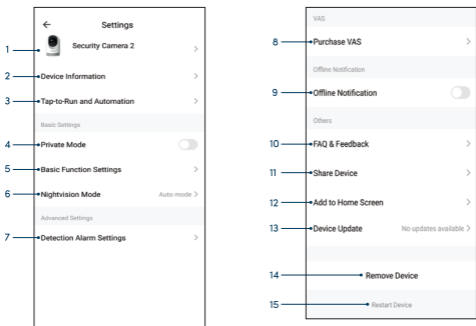 ← Settings
1 Security Camera 2 >
2 Device Information >
3 Tap-to-Run and Automation >
Basic Settings
4 Private Mode
5 Basic Function Settings >
6 Nightvision Mode Auto mode >
Advanced Settings
7 Detection Alarm Settings >
VAS
8 Purchase VAS >
Offline Notification
9 Offline Notification
Others
10 FAQ & Feedback >
11 Share Device >
12 Add to Home Screen >
13 Device Update No updates available >
14 Remove Device
15 Restart Device